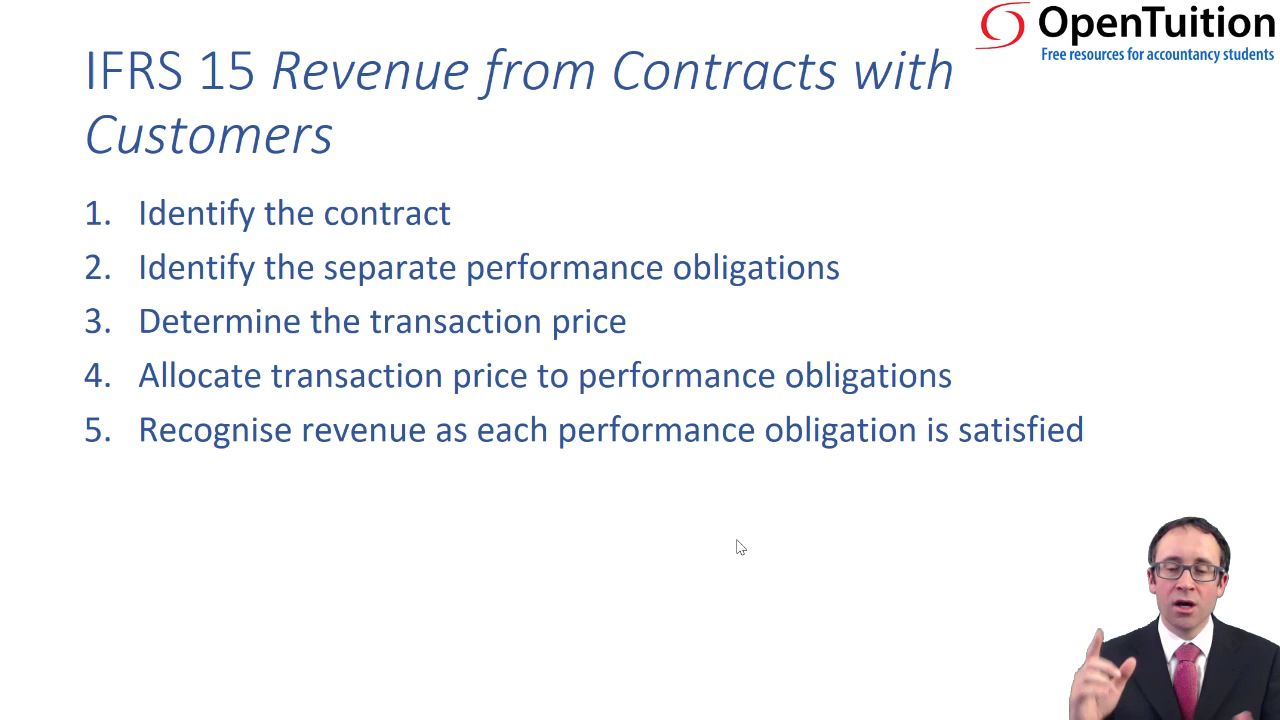 OpenTuition
Free resources for accountancy students
IFRS 15 Revenue from Contracts with
Customers
1. Identify the contract
2. Identify the separate performance obligations
3. Determine the transaction price
4. Allocate transaction price to performance obligations
5. Recognise revenue as each performance obligation is satisfied